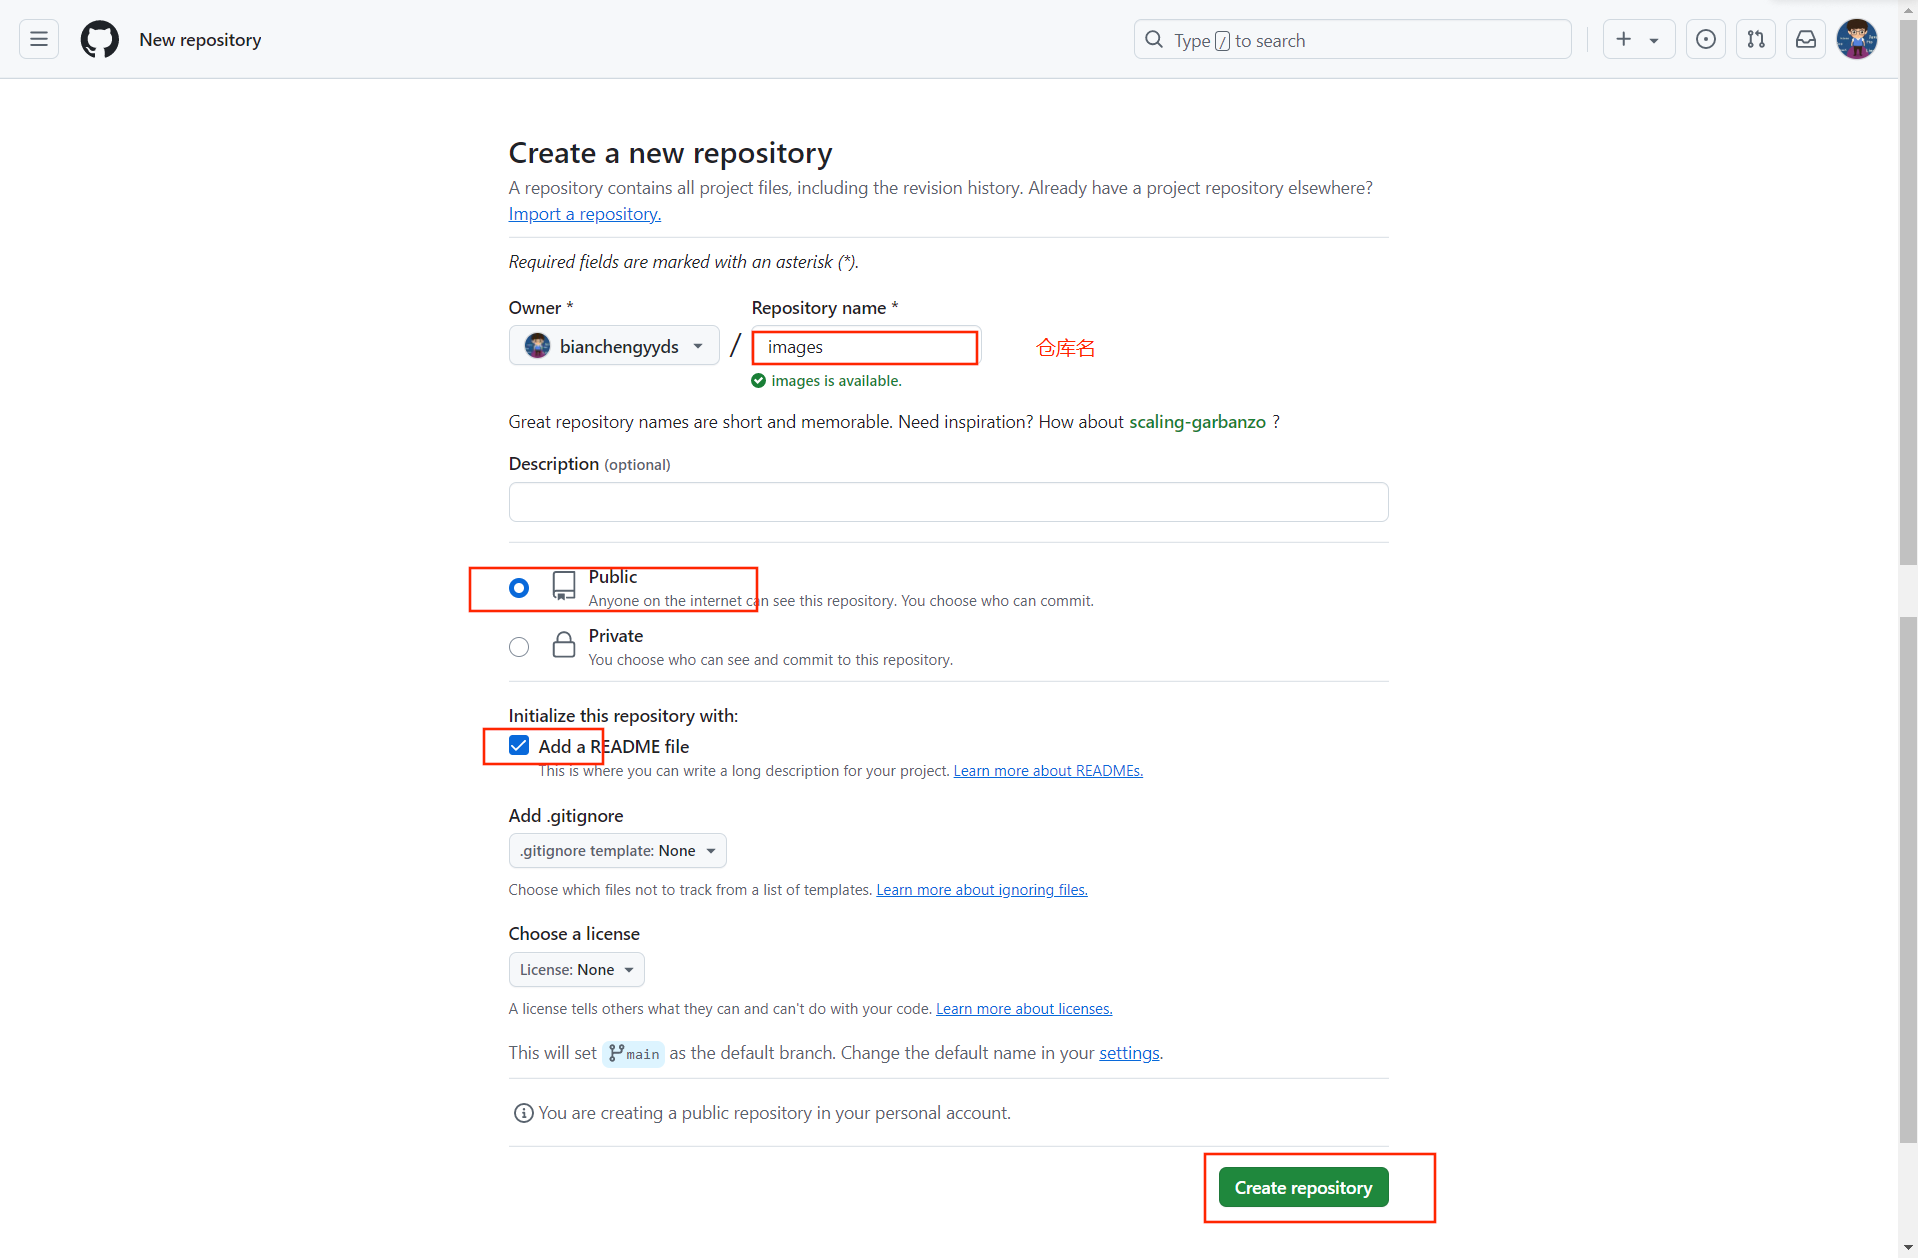 New repository
Type / to search
Create a new repository
A repository contains all project files, including the revision history. Already have a project repository elsewhere?
Import a repository.
Required fields are marked with an asterisk (*).
Owner * Repository name *
bianchengyyds / images 仓库名
images is available.
Great repository names are short and memorable. Need inspiration? How about scaling-garbanzo ?
Description (optional)
Public
Anyone on the internet can see this repository. You choose who can commit.
Private
You choose who can see and commit to this repository.
Initialize this repository with:
Add a README file
This is where you can write a long description for your project. Learn more about READMEs.
Add .gitignore
.gitignore template: None
Choose which files not to track from a list of templates. Learn more about ignoring files.
Choose a license
License: None
A license tells others what they can and can't do with your code. Learn more about licenses.
This will set main as the default branch. Change the default name in your settings.
You are creating a public repository in your personal account.
Create repository